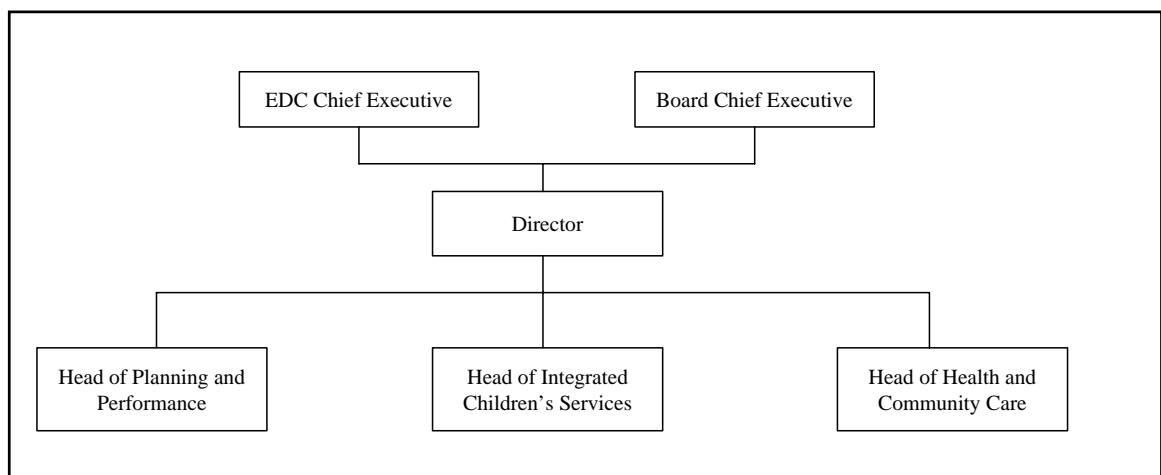 EDC Chief Executive
Board Chief Executive
Director
Head of Planning and
Performance
Head of Integrated
Children’s Services
Head of Health and
Community Care